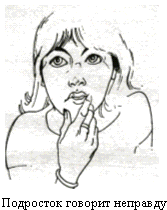 Подросток говорит неправду